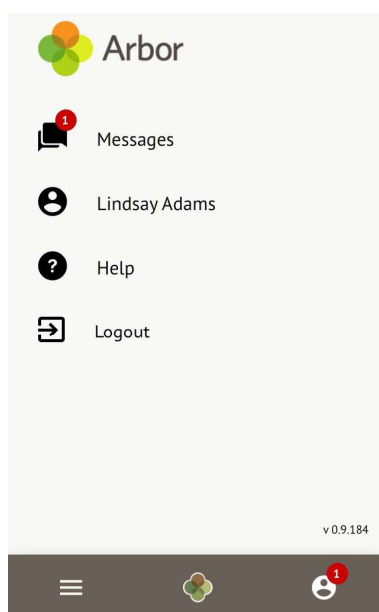 Arbor
1
Messages
Lindsay Adams
?
Help
Logout
v 0.9.184
1